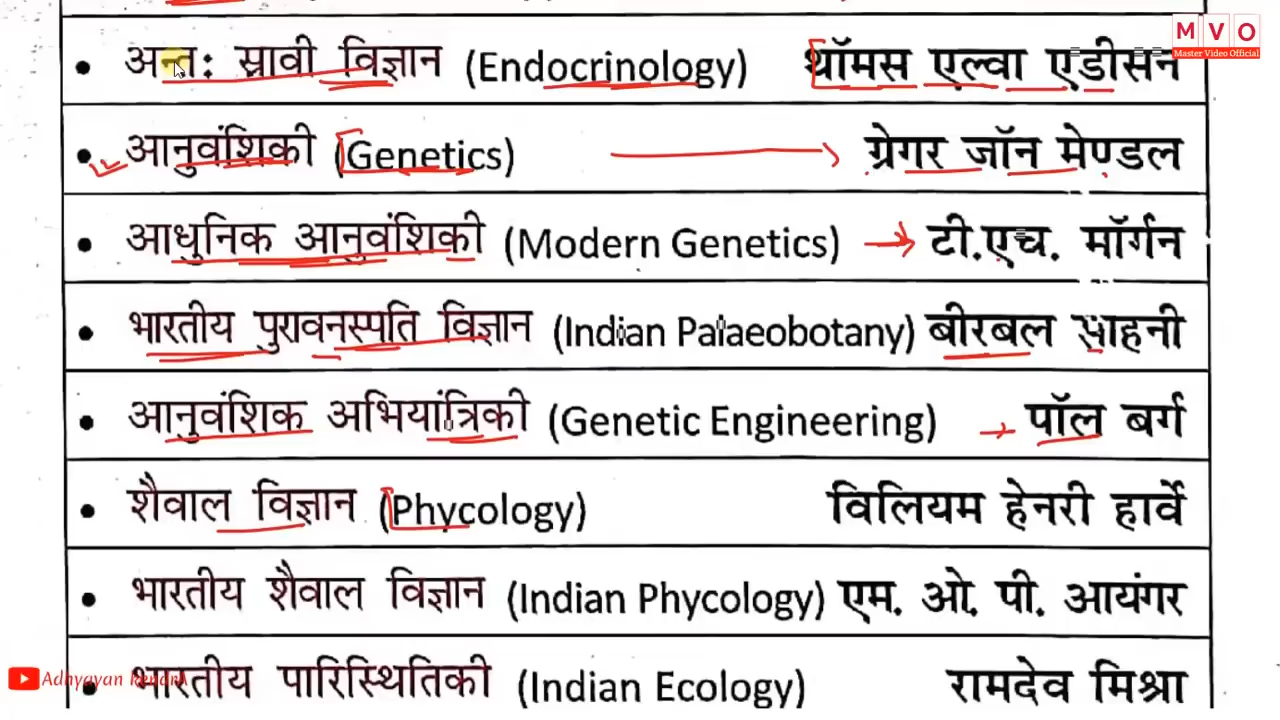 M V O
Master Video Official
• अन्तः स्रावी विज्ञान (Endocrinology) थॉमस एल्वा एडीसन
• आनुवंशिकी (Genetics) ग्रेगर जॉन मेण्डल
• आधुनिक आनुवंशिकी (Modern Genetics) टी.एच. मॉर्गन
• भारतीय पुरावनस्पति विज्ञान (Indian Palaeobotany) बीरबल साहनी
• आनुवंशिक अभियांत्रिकी (Genetic Engineering) पॉल बर्ग
• शैवाल विज्ञान (Phycology) विलियम हेनरी हार्वे
• भारतीय शैवाल विज्ञान (Indian Phycology) एम. ओ. पी. आयंगर
• भारतीय पारिस्थितिकी (Indian Ecology) रामदेव मिश्रा
Adhyayan kendra